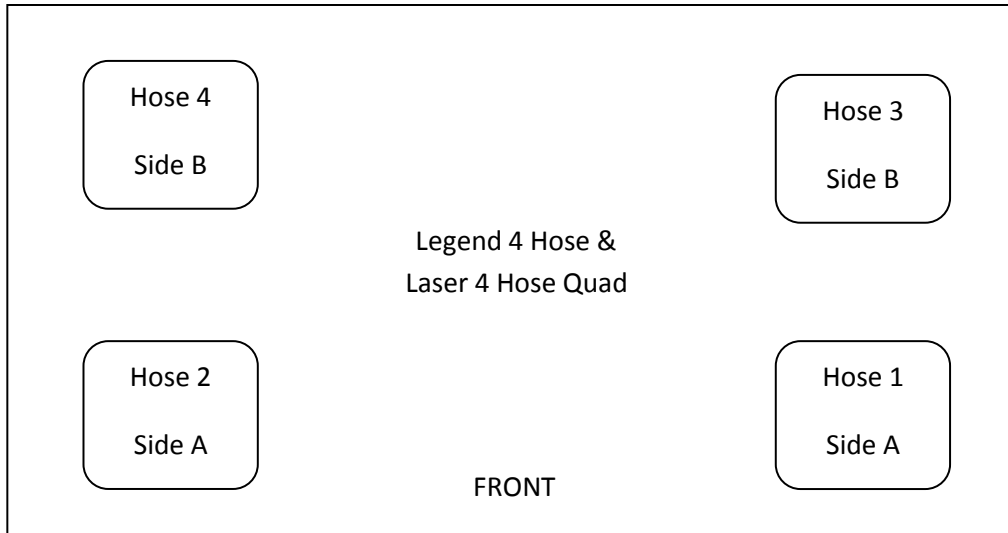 Hose 4
Side B
Hose 3
Side B
Legend 4 Hose &
Laser 4 Hose Quad
Hose 2
Side A
Hose 1
Side A
FRONT